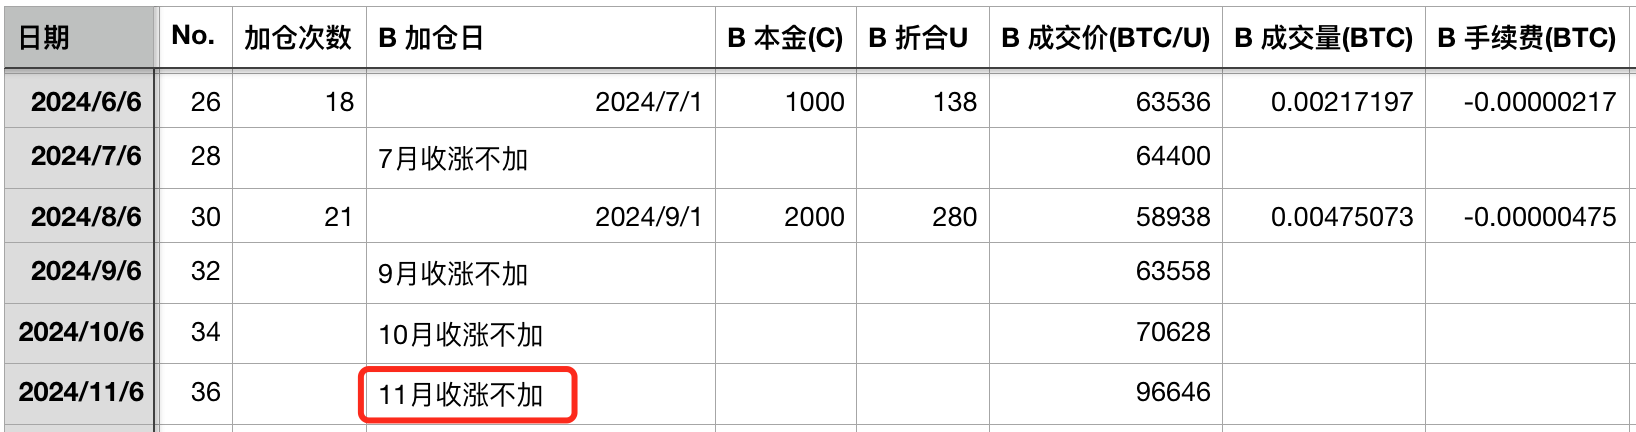 日期 No. 加仓次数 B 加仓日 B 本金(C) B 折合U B 成交价(BTC/U) B 成交量(BTC) B 手续费(BTC)
2024/6/6 26 18 2024/7/1 1000 138 63536 0.00217197 -0.00000217
2024/7/6 28 7月收涨不加 64400
2024/8/6 30 21 2024/9/1 2000 280 58938 0.00475073 -0.00000475
2024/9/6 32 9月收涨不加 63558
2024/10/6 34 10月收涨不加 70628
2024/11/6 36 11月收涨不加 96646